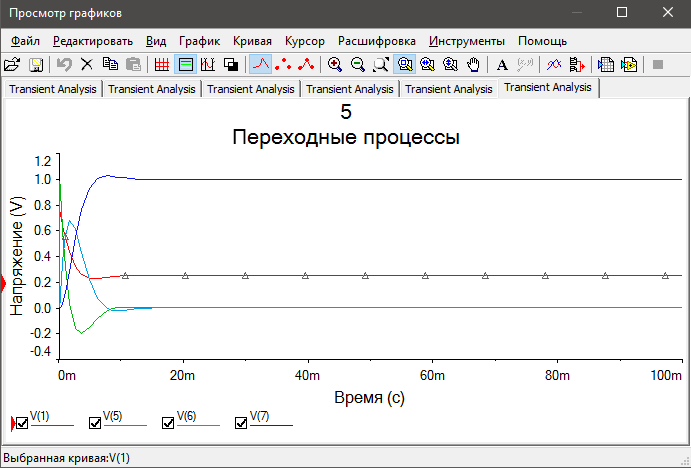 Просмотр графиков
Файл Редактировать Вид График Кривая Курсор Расшифровка Инструменты Помощь
A (x,y)
Transient Analysis Transient Analysis Transient Analysis Transient Analysis Transient Analysis Transient Analysis
5
Переходные процессы
Напряжение (V)
1.2
1.0
0.8
0.6
0.4
0.2
0.0
-0.2
-0.4
0m 20m 40m 60m 80m 100m
Время (с)
V(1) V(5) V(6) V(7)
Выбранная кривая:V(1)